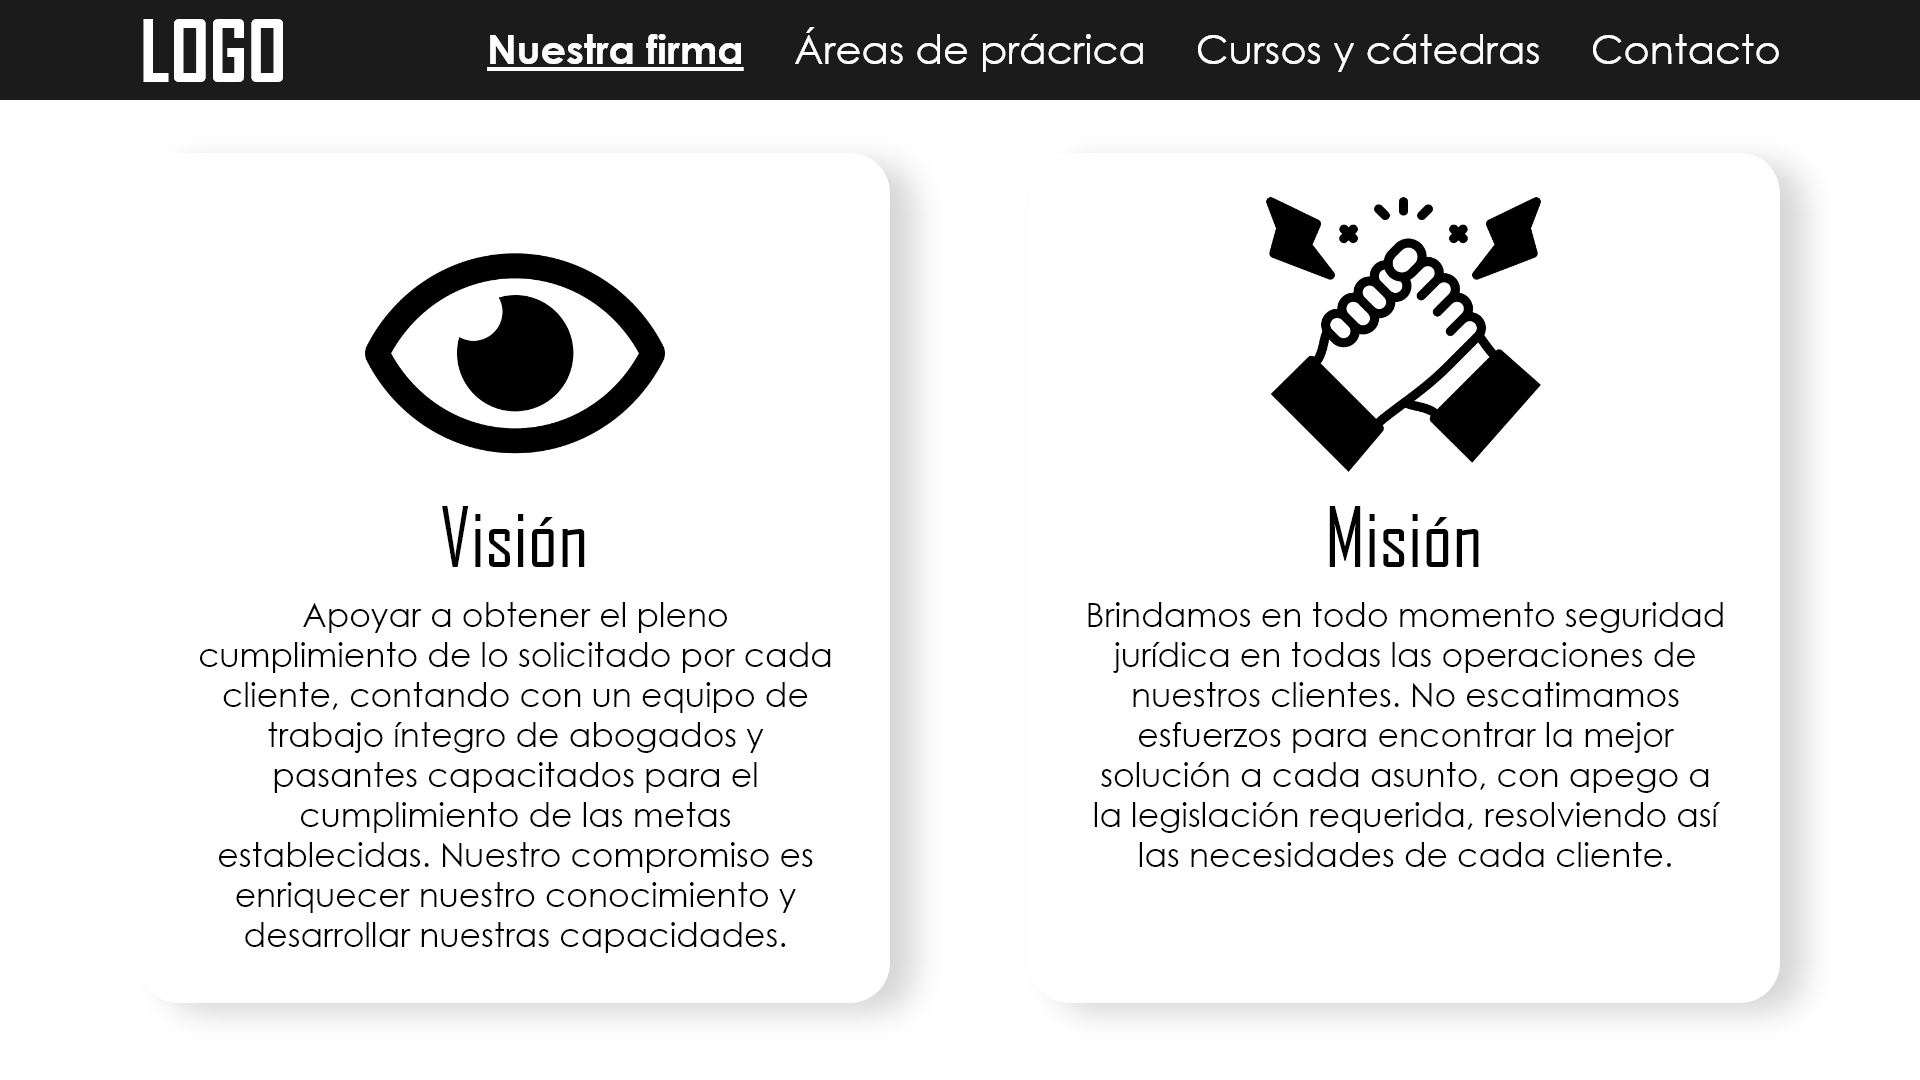 LOGO Nuestra firma Áreas de prácrica Cursos y cátedras Contacto
Visión
Apoyar a obtener el pleno
cumplimiento de lo solicitado por cada
cliente, contando con un equipo de
trabajo íntegro de abogados y
pasantes capacitados para el
cumplimiento de las metas
establecidas. Nuestro compromiso es
enriquecer nuestro conocimiento y
desarrollar nuestras capacidades.
Misión
Brindamos en todo momento seguridad
jurídica en todas las operaciones de
nuestros clientes. No escatimamos
esfuerzos para encontrar la mejor
solución a cada asunto, con apego a
la legislación requerida, resolviendo así
las necesidades de cada cliente.